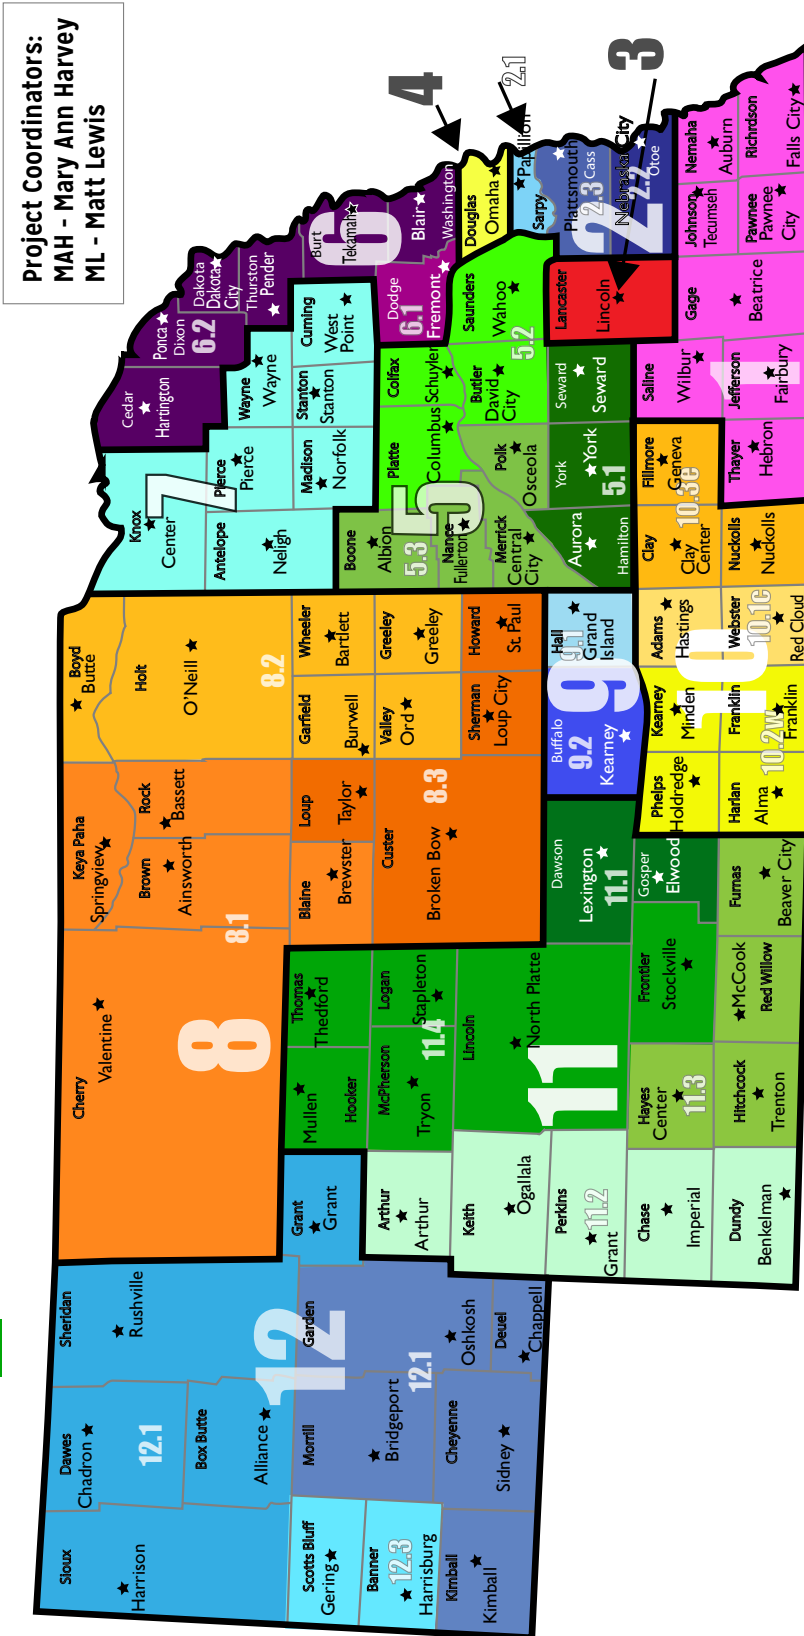 Project Coordinators:
MAH - Mary Ann Harvey
ML - Matt Lewis
Sioux
Harrison
Dawes
Chadron
12.1
Box Butte
Alliance
Sheridan
Rushville
Scotts Bluff
Gering
Banner
12.3
Harrisburg
Kimball
Kimball
Morrill
Bridgeport
Cheyenne
Sidney
12
Garden
Oshkosh
12.1
Deuel
Chappell
Grant
Grant
Cherry
Valentine
8
Keya Paha
Springview
Brown
Ainsworth
Rock
Bassett
8.1
Boyd
Butte
Holt
O'Neill
8.2
Blaine
Brewster
Loup
Taylor
Custer
Broken Bow
8.3
Garfield
Burwell
Wheeler
Bartlett
Valley
Ord
Greeley
Greeley
Sherman
Loup City
Howard
St. Paul
Arthur
Arthur
Keith
Ogallala
Perkins
11.2
Grant
Chase
Imperial
Dundy
Benkelman
Mullen
Hooker
Thomas
Thedford
McPherson
Tryon
11.4
Logan
Stapleton
Lincoln
North Platte
11
Hayes
Center
11.3
Hitchcock
Trenton
Frontier
Stockville
McCook
Red Willow
Dawson
Lexington
11.1
Gosper
Elwood
Furnas
Beaver City
Buffalo
9.2
Kearney
9
Hall
9.1
Grand
Island
Phelps
Holdredge
Harlan
Alma
10.2w
Kearney
Minden
Franklin
Franklin
10
Adams
Hastings
Webster
10.1c
Red Cloud
Clay
Clay
Center
10.3e
Nuckolls
Nuckolls
Fillmore
Geneva
Knox
Center
7
Antelope
Neligh
Pierce
Pierce
Madison
Norfolk
Wayne
Wayne
Stanton
Stanton
Cuming
West
Point
Cedar
Hartington
Ponca
Dixon
6.2
Dakota
Dakota
City
Thurston
Pender
6
Burt
Tekamah
Blair
Washington
Dodge
6.1
Fremont
Boone
Albion
5.3
Nance
Fullerton
Merrick
Central
City
5
Platte
Columbus
Colfax
Schuyler
Polk
Osceola
Butler
David
City
5.2
Saunders
Wahoo
Aurora
Hamilton
York
York
5.1
Seward
Seward
4
Douglas
Omaha
2.1
Papillion
Sarpy
Plattsmouth
2.3
Cass
2
Nebraska City
2.2
Otoe
3
Lancaster
Lincoln
Thayer
Hebron
Saline
Wilbur
Jefferson
Fairbury
1
Gage
Beatrice
Johnson
Tecumseh
Pawnee
Pawnee
City
Nemaha
Auburn
Richrdson
Falls City